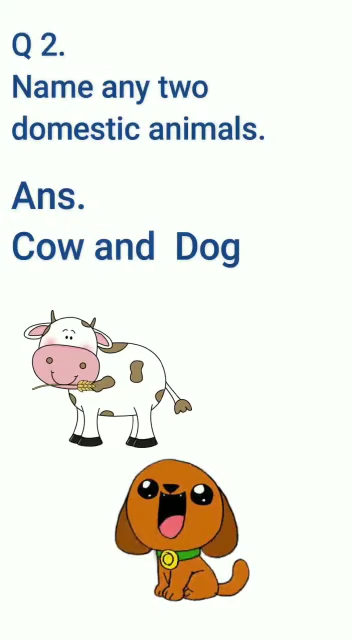 Q 2.
Name any two
domestic animals.
Ans.
Cow and Dog